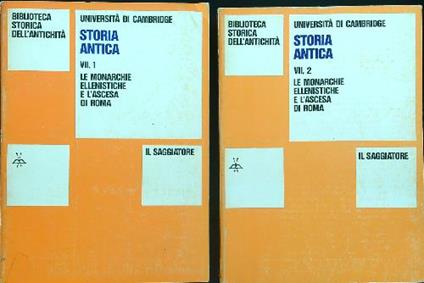 BIBLIOTECA
STORICA
DELL'ANTICHITÀ
UNIVERSITÀ DI CAMBRIDGE
STORIA
ANTICA
VII. 1
LE MONARCHIE
ELLENISTICHE
E L'ASCESA
DI ROMA
IL SAGGIATORE
BIBLIOTECA
STORICA
DELL'ANTICHITÀ
UNIVERSITÀ DI CAMBRIDGE
STORIA
ANTICA
VII. 2
LE MONARCHIE
ELLENISTICHE
E L'ASCESA
DI ROMA
IL SAGGIATORE